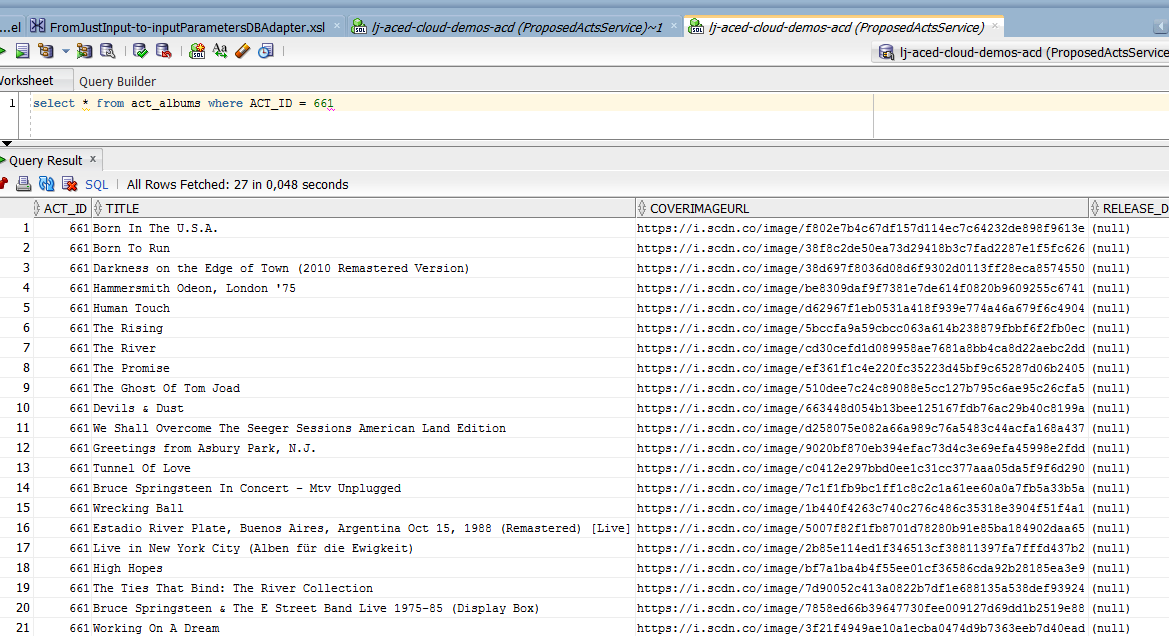 ...el FromJustInput-to-inputParametersDBAdapter.xsl lj-aced-cloud-demos-acd (ProposedActsService)~1 lj-aced-cloud-demos-acd (ProposedActsService)
lj-aced-cloud-demos-acd (ProposedActsService
Worksheet Query Builder
1 select * from act_albums where ACT_ID = 661
Query Result x
SQL All Rows Fetched: 27 in 0,048 seconds
ACT_ID TITLE COVERIMAGEURL RELEASE_D
1 661 Born In The U.S.A. https://i.scdn.co/image/f802e7b4c67df157d114ec7c64232de898f9613e (null)
2 661 Born To Run https://i.scdn.co/image/38f8c2de50ea73d29418b3c7fad2287e1f5fc626 (null)
3 661 Darkness on the Edge of Town (2010 Remastered Version) https://i.scdn.co/image/38d697f8036d08d6f9302d0113ff28eca8574550 (null)
4 661 Hammersmith Odeon, London '75 https://i.scdn.co/image/be8309daf9f7381e7de614f0820b9609255c6741 (null)
5 661 Human Touch https://i.scdn.co/image/d62967f1eb0531a418f939e774a46a679f6c4904 (null)
6 661 The Rising https://i.scdn.co/image/5bccfa9a59cbcc063a614b238879fbbf6f2fb0ec (null)
7 661 The River https://i.scdn.co/image/cd30cefd1d089958ae7681a8bb4ca8d22aebc2dd (null)
8 661 The Promise https://i.scdn.co/image/ef361f1c4e220fc35223d45bf9c65287d06b2405 (null)
9 661 The Ghost Of Tom Joad https://i.scdn.co/image/510dee7c24c89088e5cc127b795c6ae95c26cfa5 (null)
10 661 Devils & Dust https://i.scdn.co/image/663448d054b13bee125167fdb76ac29b40c8199a (null)
11 661 We Shall Overcome The Seeger Sessions American Land Edition https://i.scdn.co/image/d258075e082a66a989c76a5483c44acfa168a437 (null)
12 661 Greetings from Asbury Park, N.J. https://i.scdn.co/image/9020bf870eb394efac73d4c3e69efa45998e2fdd (null)
13 661 Tunnel Of Love https://i.scdn.co/image/c0412e297bbd0ee1c31cc377aaa05da5f9f6d290 (null)
14 661 Bruce Springsteen In Concert - Mtv Unplugged https://i.scdn.co/image/7c1f1fb9bc1ff1c8c2c1a61ee60a0a7fb5a33b5a (null)
15 661 Wrecking Ball https://i.scdn.co/image/1b440f4263c740c276c486c35318e3904f51f4a1 (null)
16 661 Estadio River Plate, Buenos Aires, Argentina Oct 15, 1988 (Remastered) [Live] https://i.scdn.co/image/5007f82f1fb8701d78280b91e85ba184902daa65 (null)
17 661 Live in New York City (Alben für die Ewigkeit) https://i.scdn.co/image/2b85e114ed1f346513cf38811397fa7fffd437b2 (null)
18 661 High Hopes https://i.scdn.co/image/bf7a1ba4b4f55ee01cf36586cda92b28185ea3e9 (null)
19 661 The Ties That Bind: The River Collection https://i.scdn.co/image/7d90052c413a0822b7df1e688135a538def93924 (null)
20 661 Bruce Springsteen & The E Street Band Live 1975-85 (Display Box) https://i.scdn.co/image/7858ed66b39647730fee009127d69dd1b2519e88 (null)
21 661 Working On A Dream https://i.scdn.co/image/3f21f4949ae10a1ecba0474d9b7363eeb7d40ead (null)